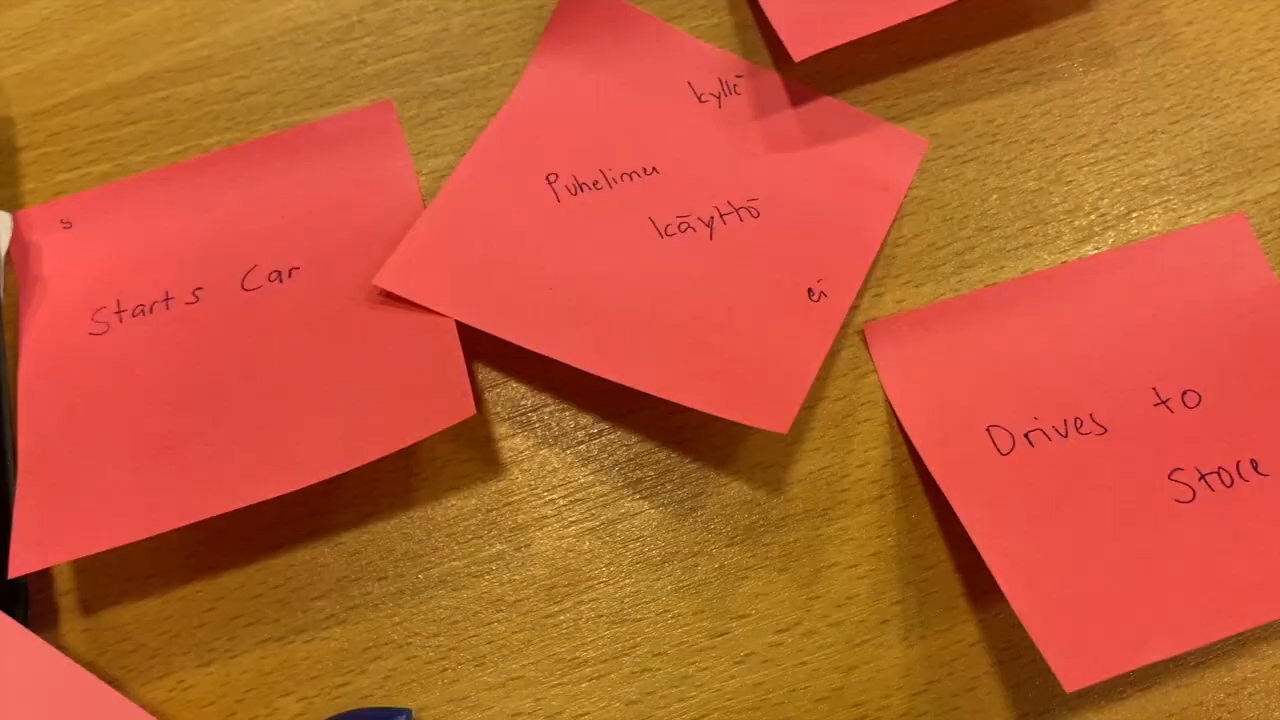 s
Starts Car
kyllä
Puhelimen
käyttö
ei
Drives to
Store